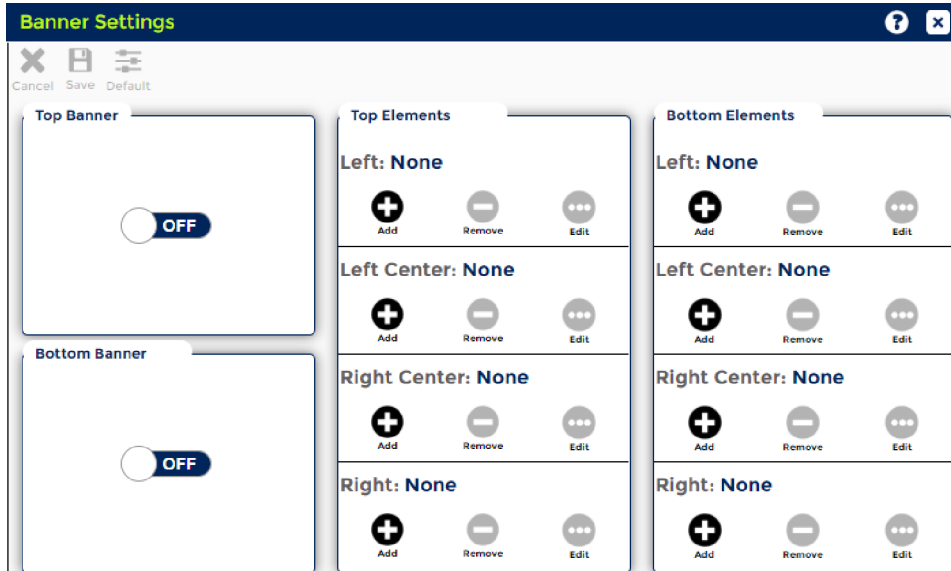 Banner Settings
?
Cancel Save Default
Top Banner
OFF
Bottom Banner
OFF
Top Elements
Left: None
Add Remove Edit
Left Center: None
Add Remove Edit
Right Center: None
Add Remove Edit
Right: None
Add Remove Edit
Bottom Elements
Left: None
Add Remove Edit
Left Center: None
Add Remove Edit
Right Center: None
Add Remove Edit
Right: None
Add Remove Edit